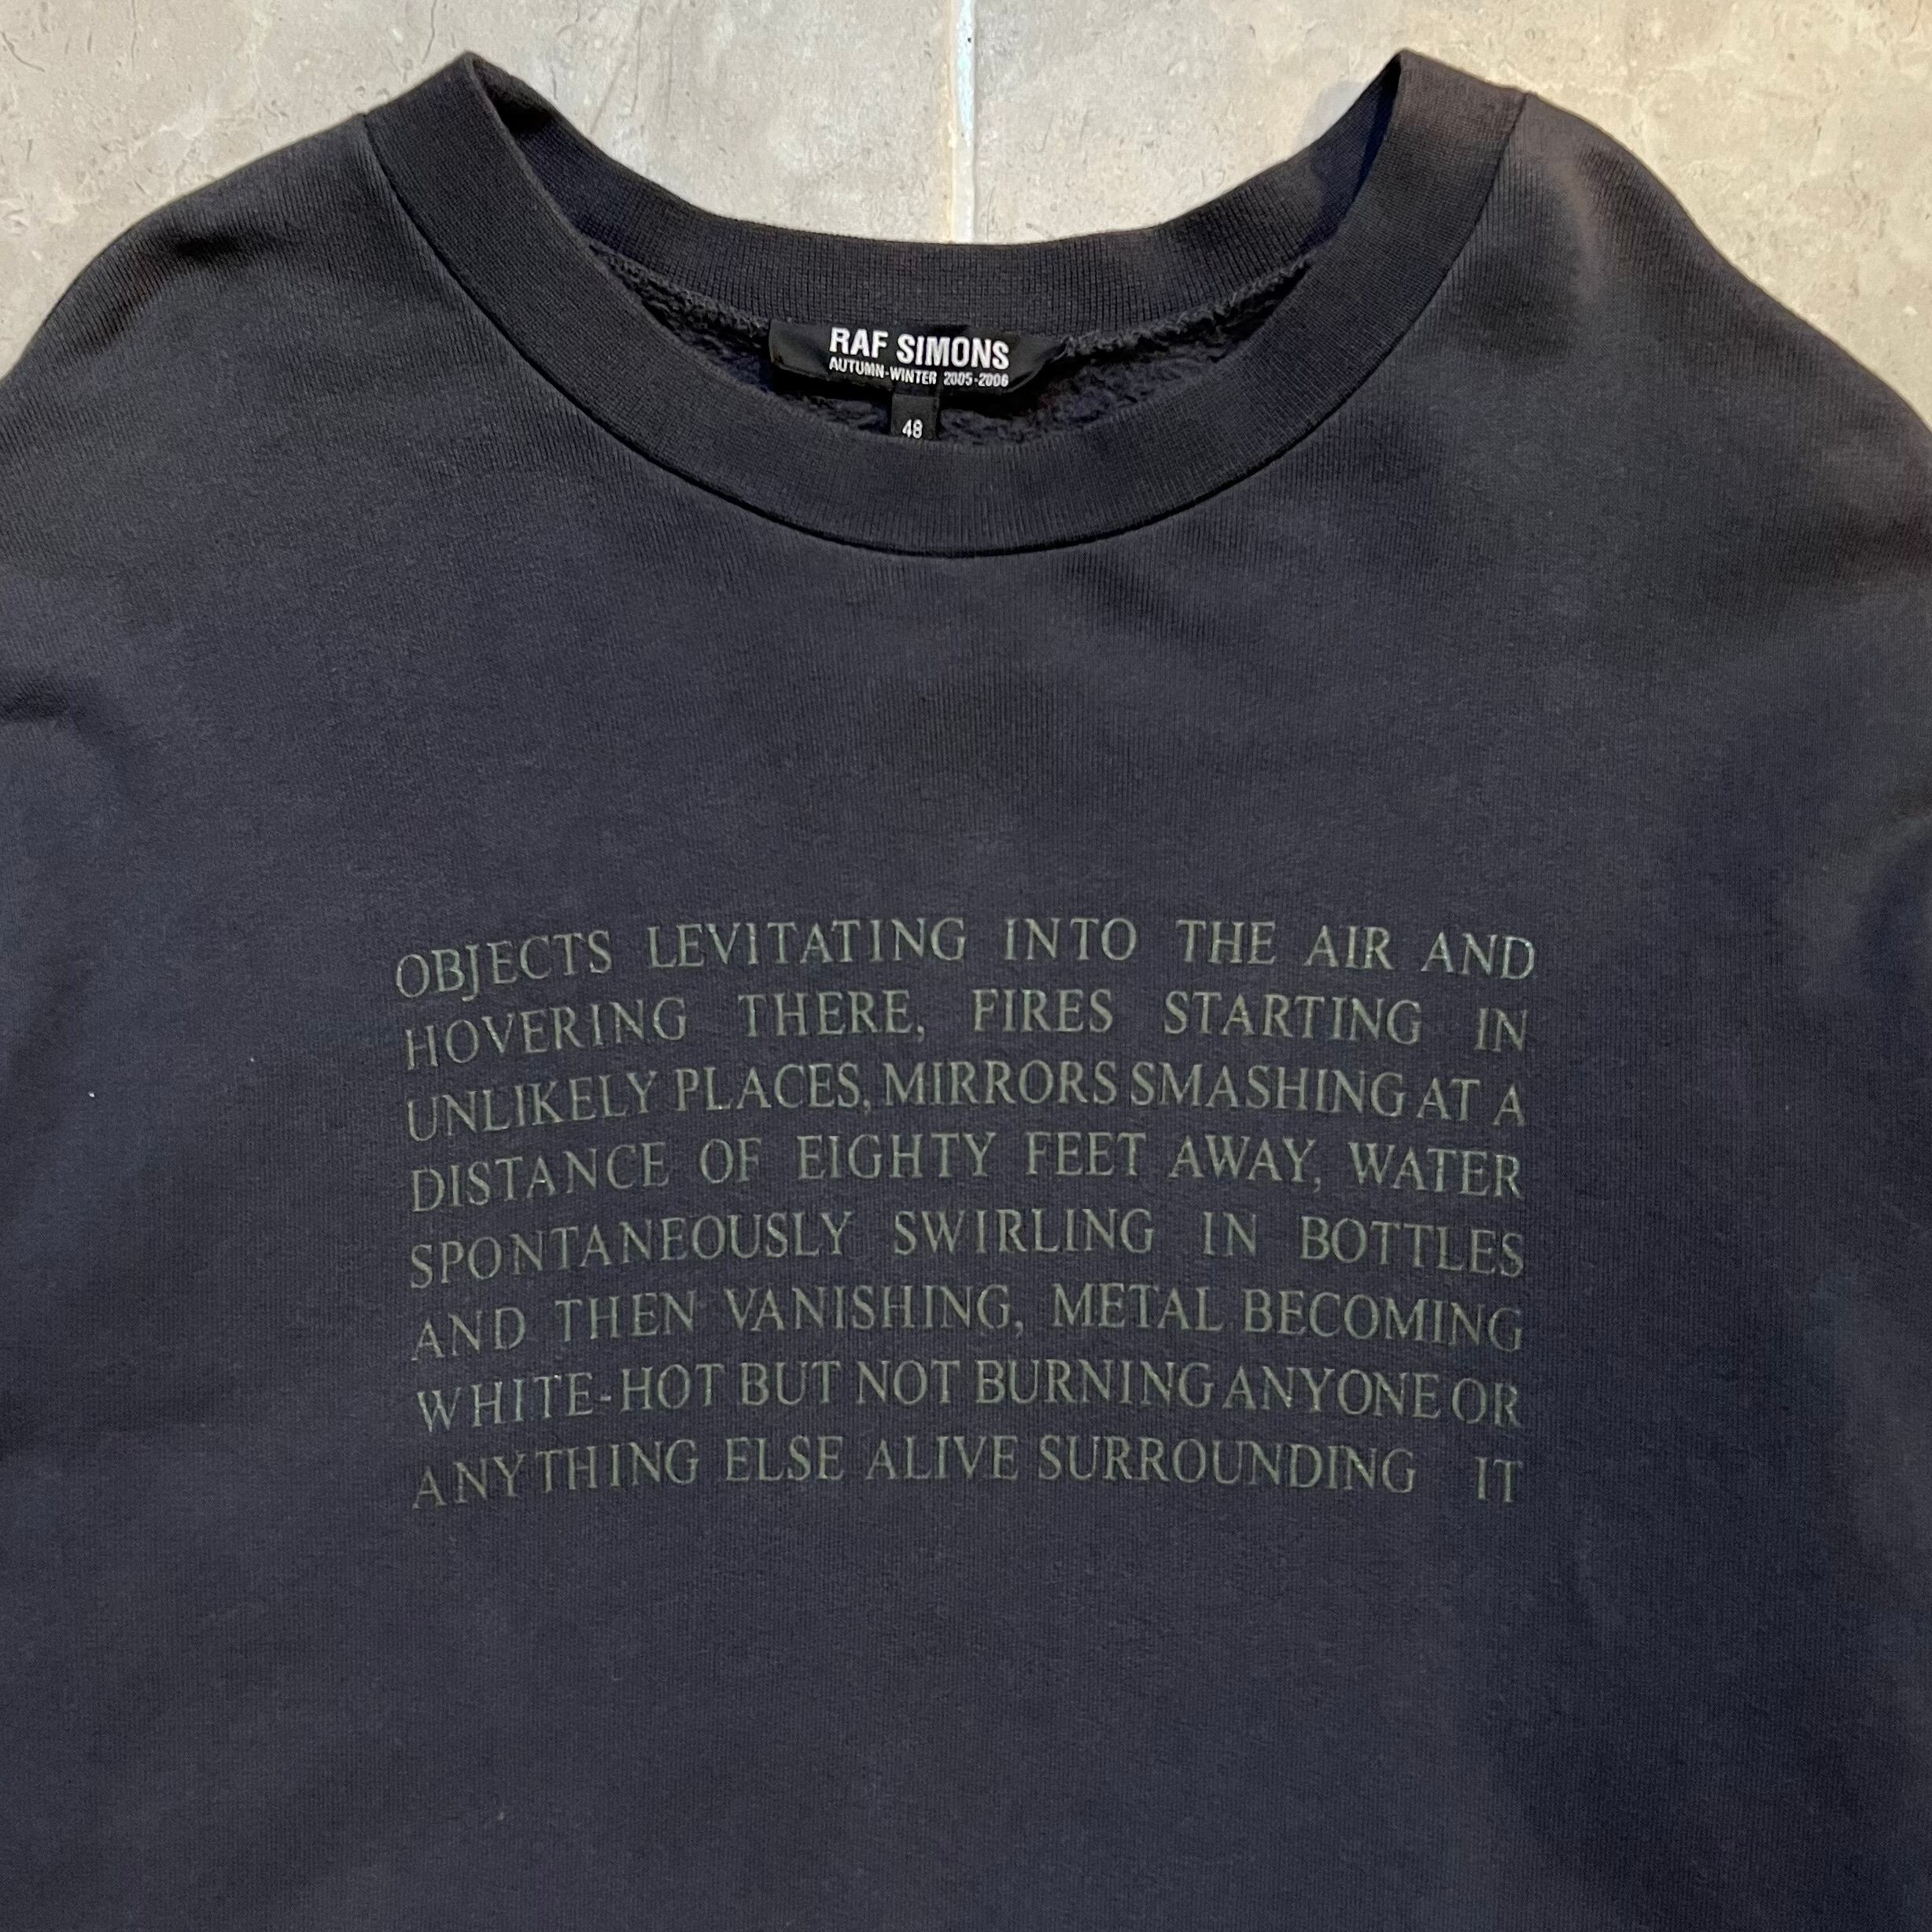 RAF SIMONS
AUTUMN-WINTER 2005-2006
48
OBJECTS LEVITATING INTO THE AIR AND
HOVERING THERE, FIRES STARTING IN
UNLIKELY PLACES, MIRRORS SMASHING AT A
DISTANCE OF EIGHTY FEET AWAY, WATER
SPONTANEOUSLY SWIRLING IN BOTTLES
AND THEN VANISHING, METAL BECOMING
WHITE-HOT BUT NOT BURNING ANYONE OR
ANYTHING ELSE ALIVE SURROUNDING IT